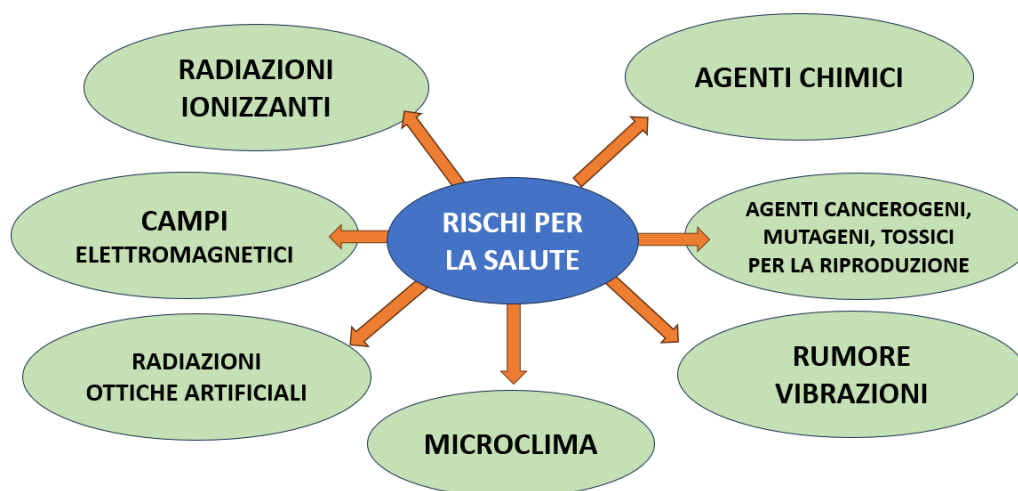 RADIAZIONI
IONIZZANTI
AGENTI CHIMICI
CAMPI
ELETTROMAGNETICI
RISCHI PER
LA SALUTE
AGENTI CANCEROGENI,
MUTAGENI, TOSSICI
PER LA RIPRODUZIONE
RADIAZIONI
OTTICHE ARTIFICIALI
RUMORE
VIBRAZIONI
MICROCLIMA